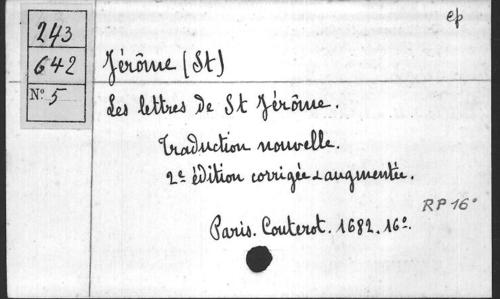 ep
243
642
N° 5
Jérôme (St)
Les lettres de St Jérôme.
Traduction nouvelle.
2e édition corrigée & augmentée.
RP 16°
Paris. Couterot. 1682. 16°.